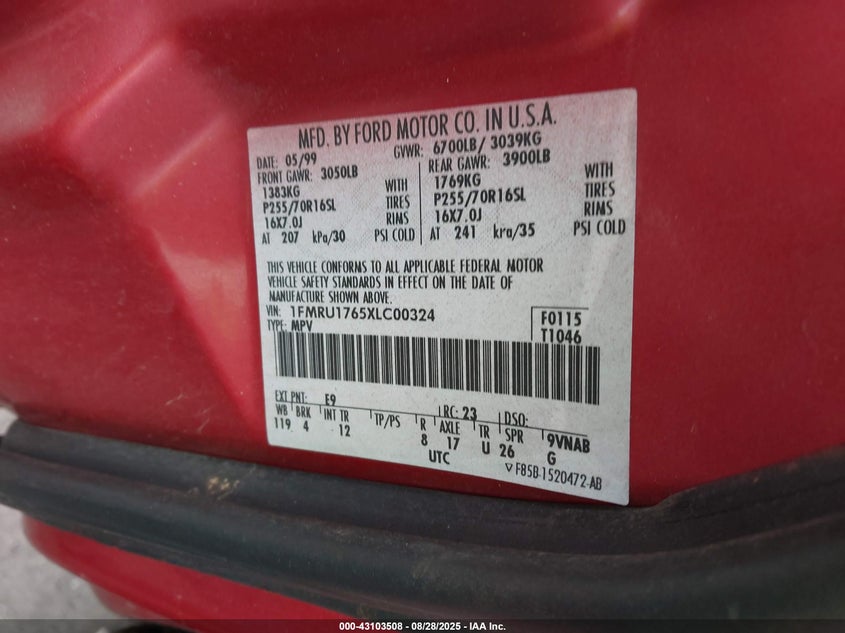 MFD. BY FORD MOTOR CO. IN U.S.A.
DATE: 05/99 GVWR: 6700LB/ 3039KG
FRONT GAWR: 3050LB REAR GAWR: 3900LB
1383KG WITH 1769KG WITH
P255/70R16SL TIRES P255/70R16SL TIRES
16X7.0J RIMS 16X7.0J RIMS
AT 207 kPa/30 PSI COLD AT 241 kPa/35 PSI COLD
THIS VEHICLE CONFORMS TO ALL APPLICABLE FEDERAL MOTOR
VEHICLE SAFETY STANDARDS IN EFFECT ON THE DATE OF
MANUFACTURE SHOWN ABOVE.
VIN: 1FMRU1765XLC00324 F0115
TYPE: MPV T1046
EXT PNT: E9 RC: 23 DSO:
WB BRK INT TR TP/PS R AXLE TR SPR 9VNAB
119 4 12 8 17 U 26 G
UTC
F85B-1520472-AB
000-43103508 - 08/28/2025 - IAA Inc.